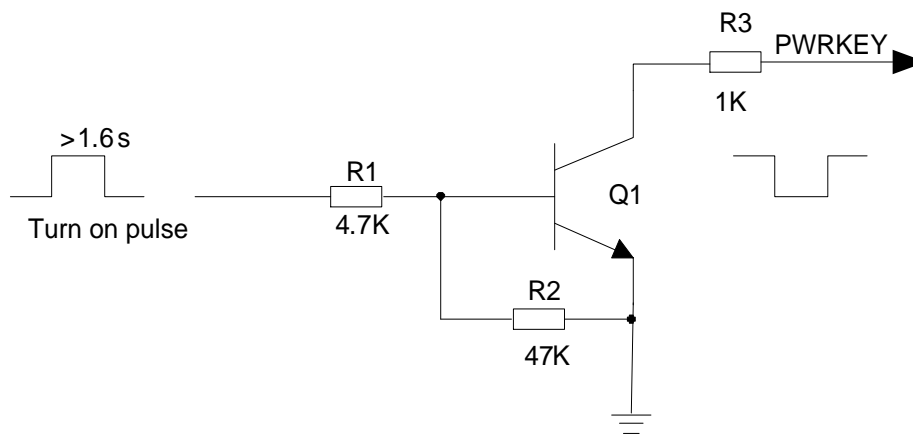 R3
PWRKEY
1K
>1.6s
R1
Q1
4.7K
Turn on pulse
R2
47K